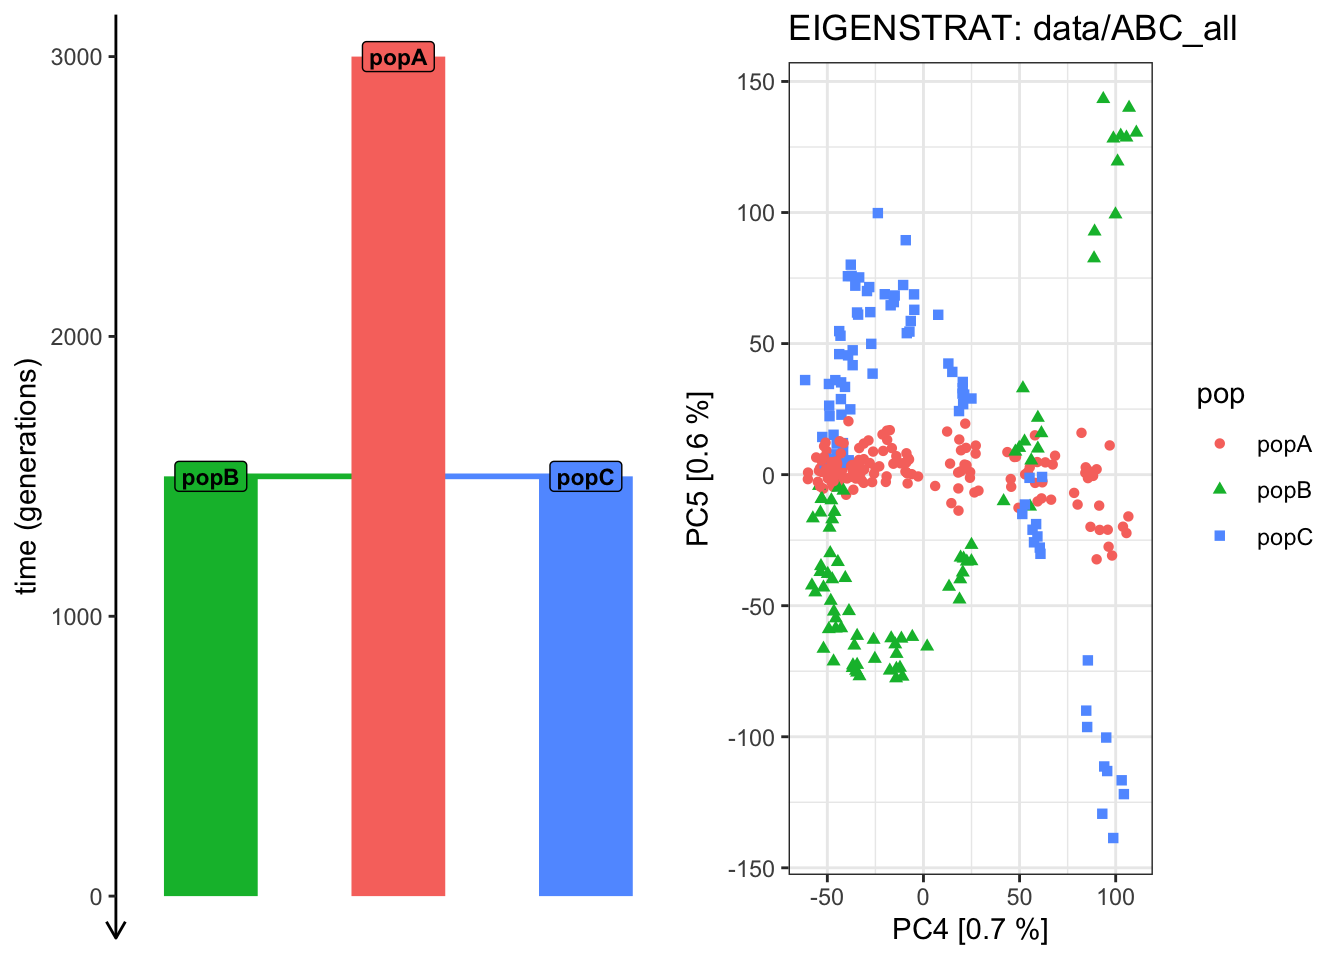 time (generations)
3000
2000
1000
0
popA
popB
popC
EIGENSTRAT: data/ABC_all
PC5 [0.6 %]
150
100
50
0
-50
-100
-150
-50 0 50 100
PC4 [0.7 %]
pop
popA
popB
popC